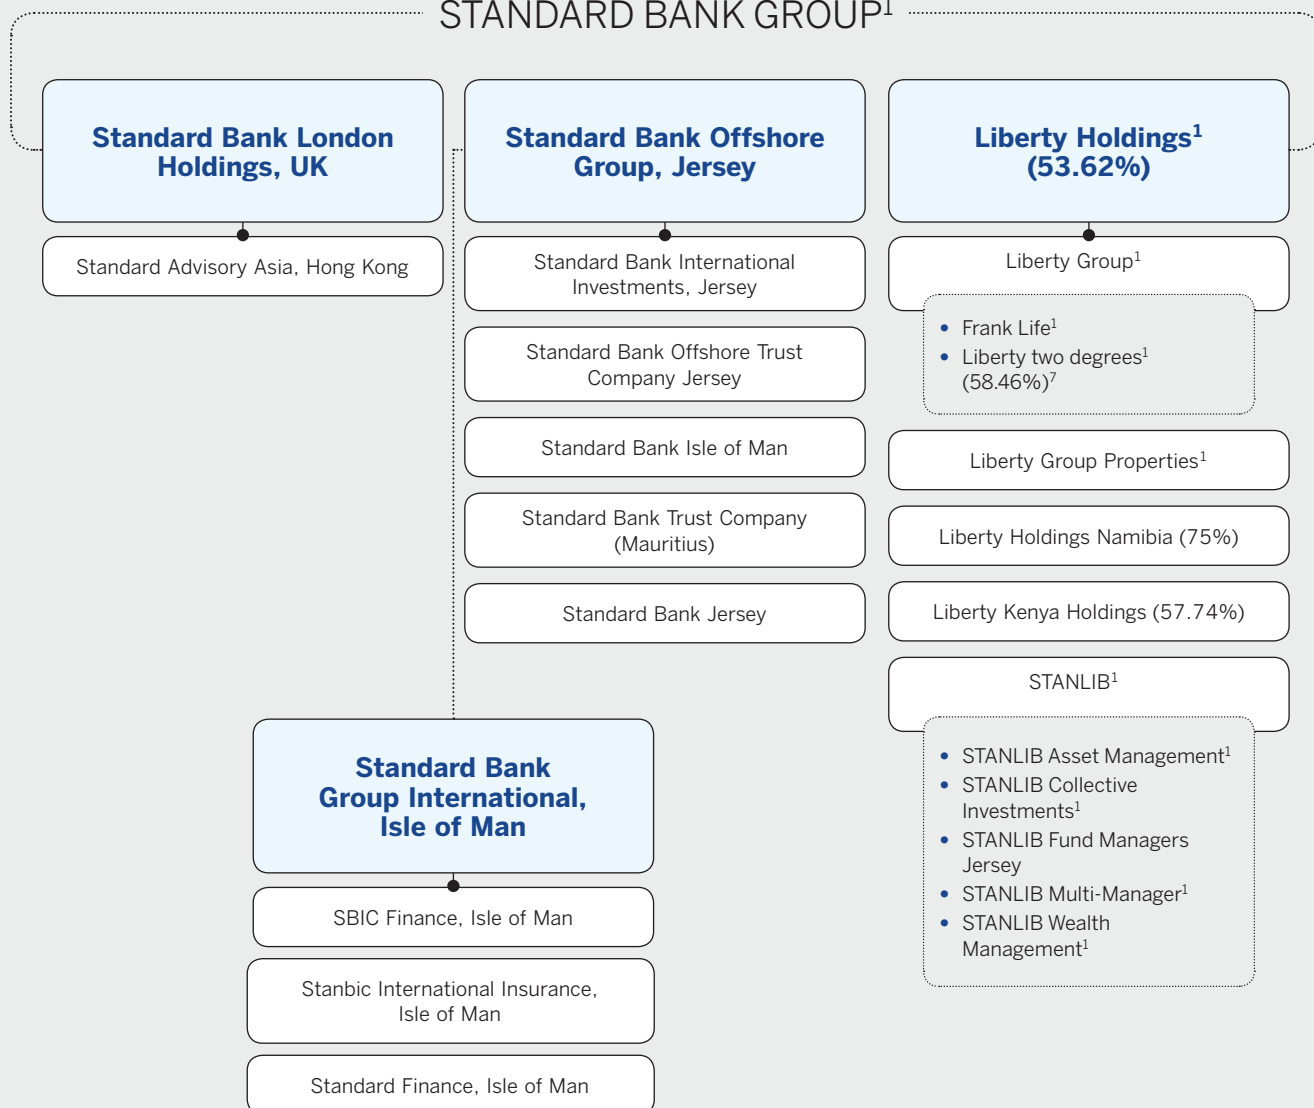 STANDARD BANK GROUP¹
Standard Bank London
Holdings, UK
Standard Advisory Asia, Hong Kong
Standard Bank Offshore
Group, Jersey
Standard Bank International
Investments, Jersey
Standard Bank Offshore Trust
Company Jersey
Standard Bank Isle of Man
Standard Bank Trust Company
(Mauritius)
Standard Bank Jersey
Liberty Holdings¹
(53.62%)
Liberty Group¹
• Frank Life¹
• Liberty two degrees¹
(58.46%)⁷
Liberty Group Properties¹
Liberty Holdings Namibia (75%)
Liberty Kenya Holdings (57.74%)
STANLIB¹
• STANLIB Asset Management¹
• STANLIB Collective
Investments¹
• STANLIB Fund Managers
Jersey
• STANLIB Multi-Manager¹
• STANLIB Wealth
Management¹
Standard Bank
Group International,
Isle of Man
SBIC Finance, Isle of Man
Stanbic International Insurance,
Isle of Man
Standard Finance, Isle of Man